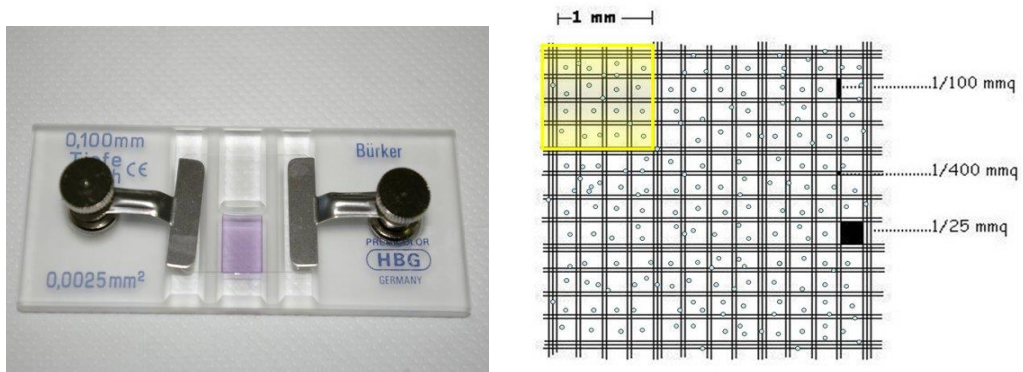 0,100mm
Tiefe
CE
Bürker
HBG
GERMANY
0,0025mm²
1 mm
1/100 mmq
1/400 mmq
1/25 mmq